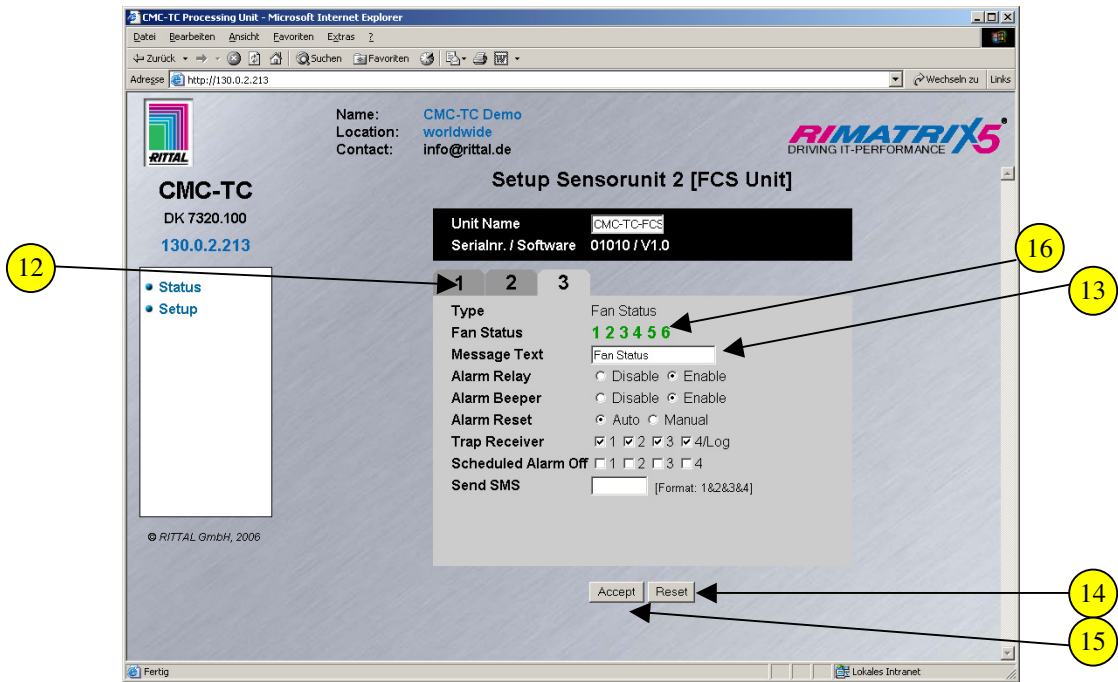 CMC-TC Processing Unit - Microsoft Internet Explorer
Datei Bearbeiten Ansicht Favoriten Extras ?
Zurück Suchen Favoriten
Adresse http://130.0.2.213 Wechseln zu Links
RITTAL
Name: CMC-TC Demo
Location: worldwide
Contact: info@rittal.de
RIMATRIX5
DRIVING IT-PERFORMANCE
CMC-TC
DK 7320.100
130.0.2.213
Status
Setup
© RITTAL GmbH, 2006
Setup Sensorunit 2 [FCS Unit]
Unit Name CMC-TC-FCS
Serialnr. / Software 01010 / V1.0
1 2 3
Type Fan Status
Fan Status 1 2 3 4 5 6
Message Text Fan Status
Alarm Relay Disable Enable
Alarm Beeper Disable Enable
Alarm Reset Auto Manual
Trap Receiver 1 2 3 4/Log
Scheduled Alarm Off 1 2 3 4
Send SMS [Format: 1&2&3&4]
Accept Reset
Fertig Lokales Intranet
12
16
13
14
15